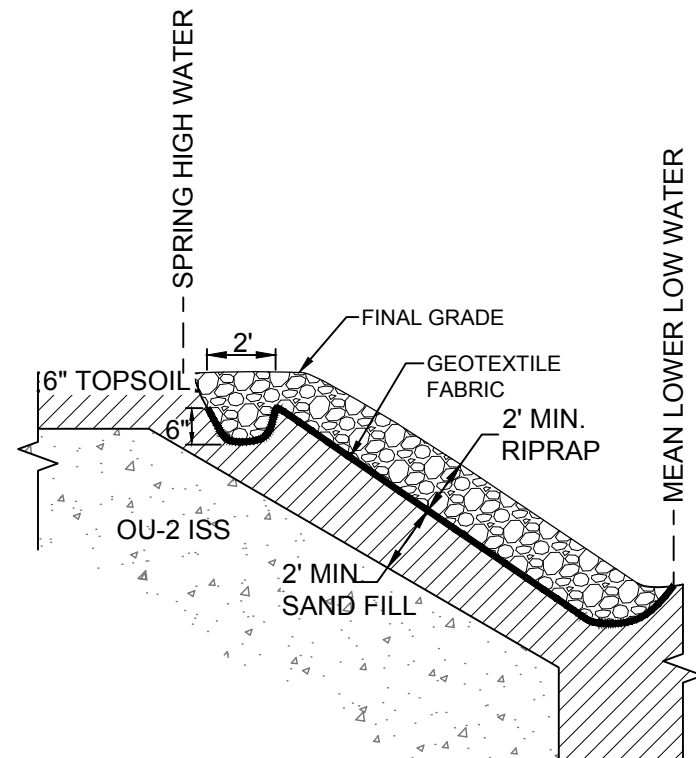 SPRING HIGH WATER
MEAN LOWER LOW WATER
FINAL GRADE
2'
GEOTEXTILE
FABRIC
6" TOPSOIL
2' MIN.
RIPRAP
6"
OU-2 ISS
2' MIN.
SAND FILL